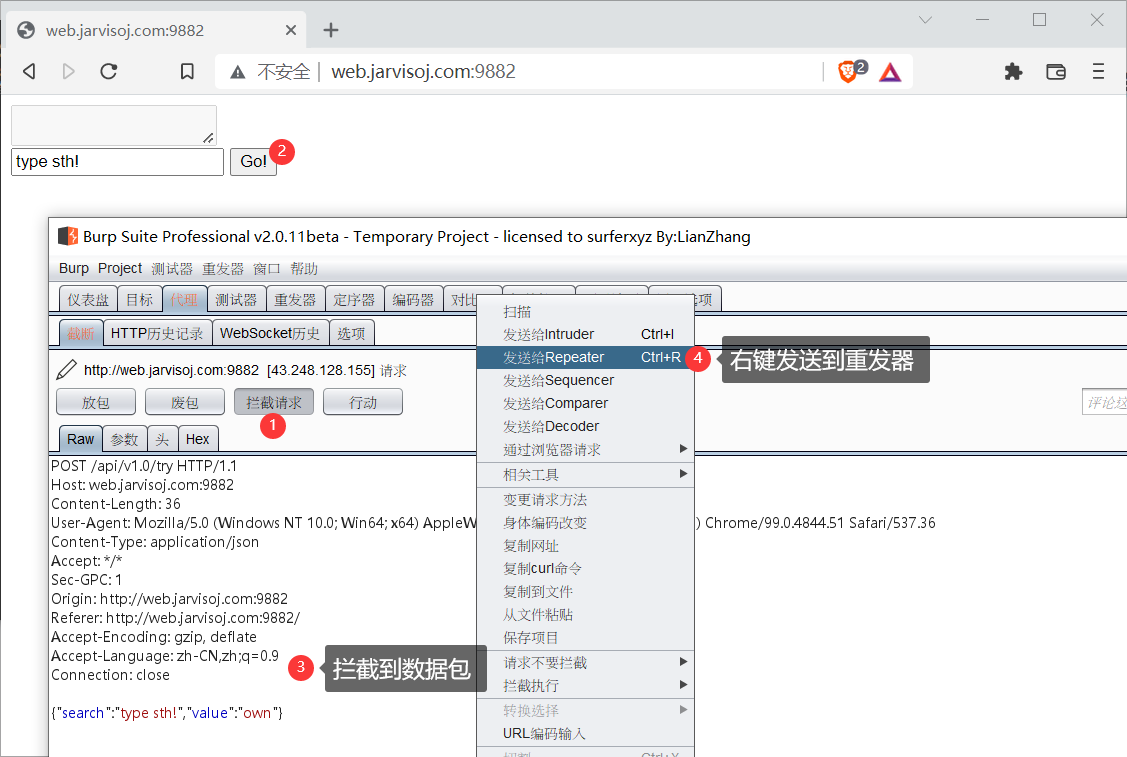 web.jarvisoj.com:9882
不安全 web.jarvisoj.com:9882 2
type sth! Go! 2
Burp Suite Professional v2.0.11beta - Temporary Project - licensed to surferxyz By:LianZhang
Burp Project 测试器 重发器 窗口 帮助
仪表盘 目标 代理 测试器 重发器 定序器 编码器 对比 选项
截断 HTTP历史记录 WebSocket历史 选项
http://web.jarvisoj.com:9882 [43.248.128.155] 请求
放包 废包 拦截请求 行动 评论这
1
Raw 参数 头 Hex
POST /api/v1.0/try HTTP/1.1
Host: web.jarvisoj.com:9882
Content-Length: 36
User-Agent: Mozilla/5.0 (Windows NT 10.0; Win64; x64) AppleW ) Chrome/99.0.4844.51 Safari/537.36
Content-Type: application/json
Accept: */*
Sec-GPC: 1
Origin: http://web.jarvisoj.com:9882
Referer: http://web.jarvisoj.com:9882/
Accept-Encoding: gzip, deflate
Accept-Language: zh-CN,zh;q=0.9
Connection: close
{"search":"type sth!","value":"own"}
3 拦截到数据包
扫描
发送给Intruder Ctrl+I
发送给Repeater Ctrl+R
4 右键发送到重发器
发送给Sequencer
发送给Comparer
发送给Decoder
通过浏览器请求
相关工具
变更请求方法
身体编码改变
复制网址
复制curl命令
复制到文件
从文件粘贴
保存项目
请求不要拦截
拦截执行
转换选择
URL编码输入